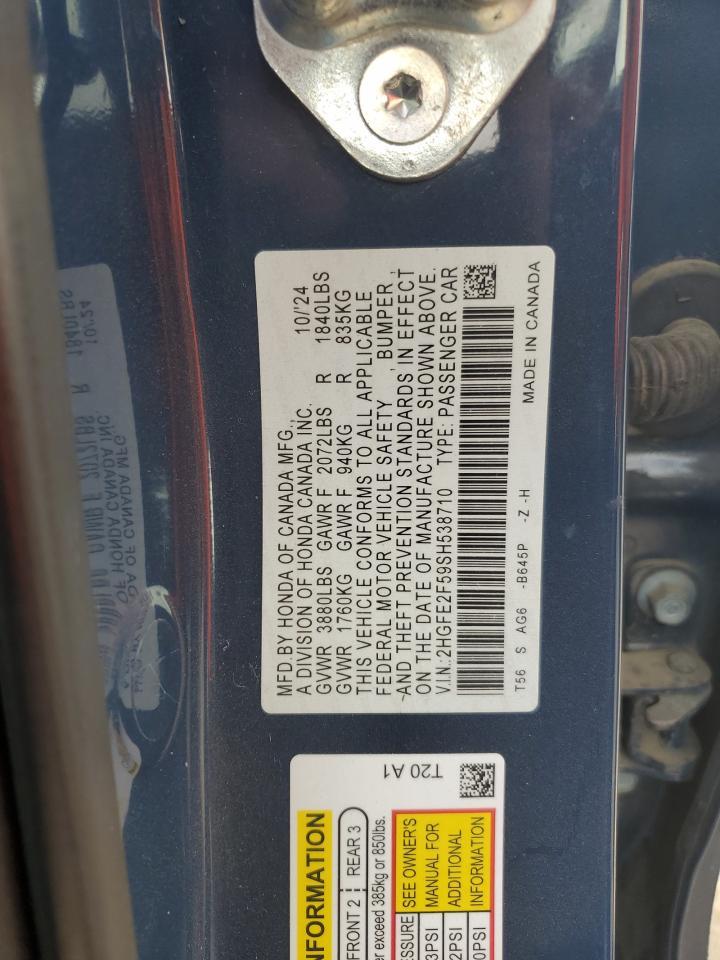 MFD.BY HONDA OF CANADA MFG., 10/'24
A DIVISION OF HONDA CANADA INC.
GVWR 3880LBS GAWR F 2072LBS R 1840LBS
GVWR 1760KG GAWR F 940KG R 835KG
THIS VEHICLE CONFORMS TO ALL APPLICABLE
FEDERAL MOTOR VEHICLE SAFETY , BUMPER ,
AND THEFT PREVENTION STANDARDS IN EFFECT
ON THE DATE OF MANUFACTURE SHOWN ABOVE.
V.I.N.:2HGFE2F59SH538710 TYPE: PASSENGER CAR
T56 S AG6 -B645P -Z -H
MADE IN CANADA
T20 A1
FRONT 2 REAR 3
exceed 385kg or 850lbs.
SEE OWNER'S
MANUAL FOR
ADDITIONAL
INFORMATION